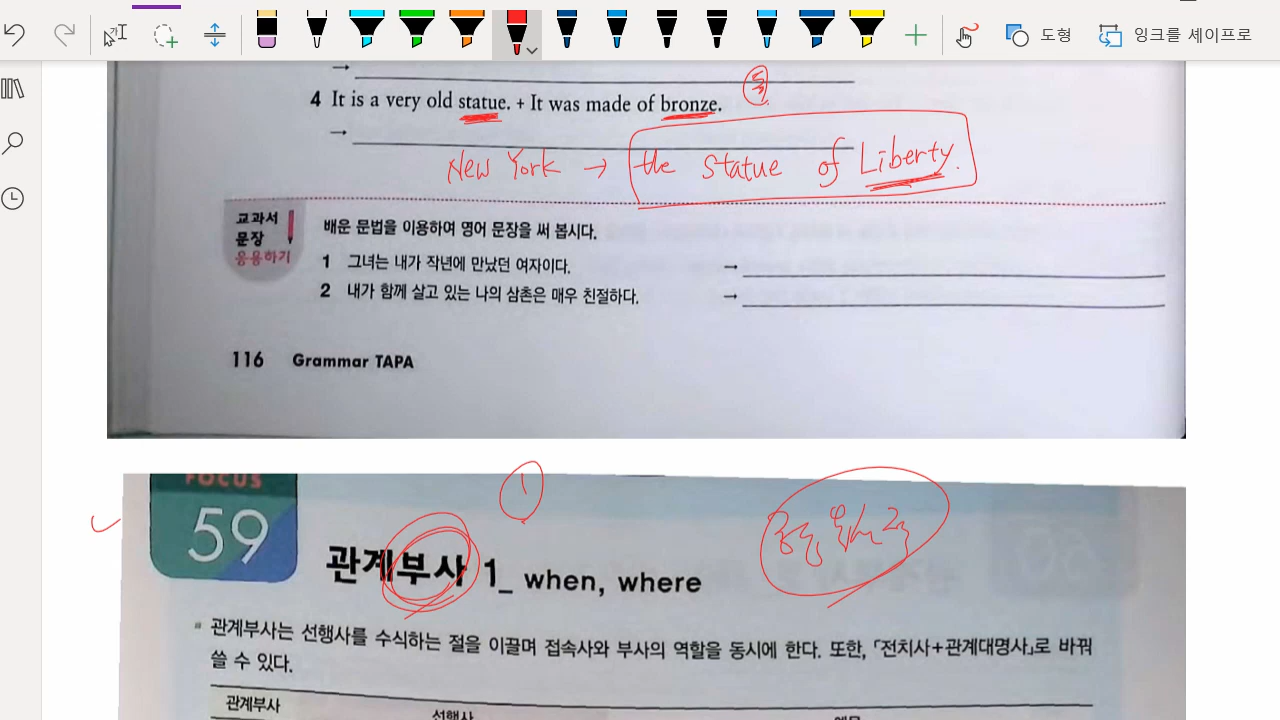 도형
잉크를 셰이프로
→
4 It is a very old statue. + It was made of bronze.
⑤
→
New York → the statue of Liberty.
교과서
문장
응용하기
배운 문법을 이용하여 영어 문장을 써 봅시다.
1 그녀는 내가 작년에 만났던 여자이다. →
2 내가 함께 살고 있는 나의 삼촌은 매우 친절하다. →
116 Grammar TAPA
①
FOCUS
59
관계부사 1_ when, where
관계부사는 선행사를 수식하는 절을 이끌며 접속사와 부사의 역할을 동시에 한다. 또한, 「전치사+관계대명사」로 바꿔
쓸 수 있다.
관계부사 선행사 예문